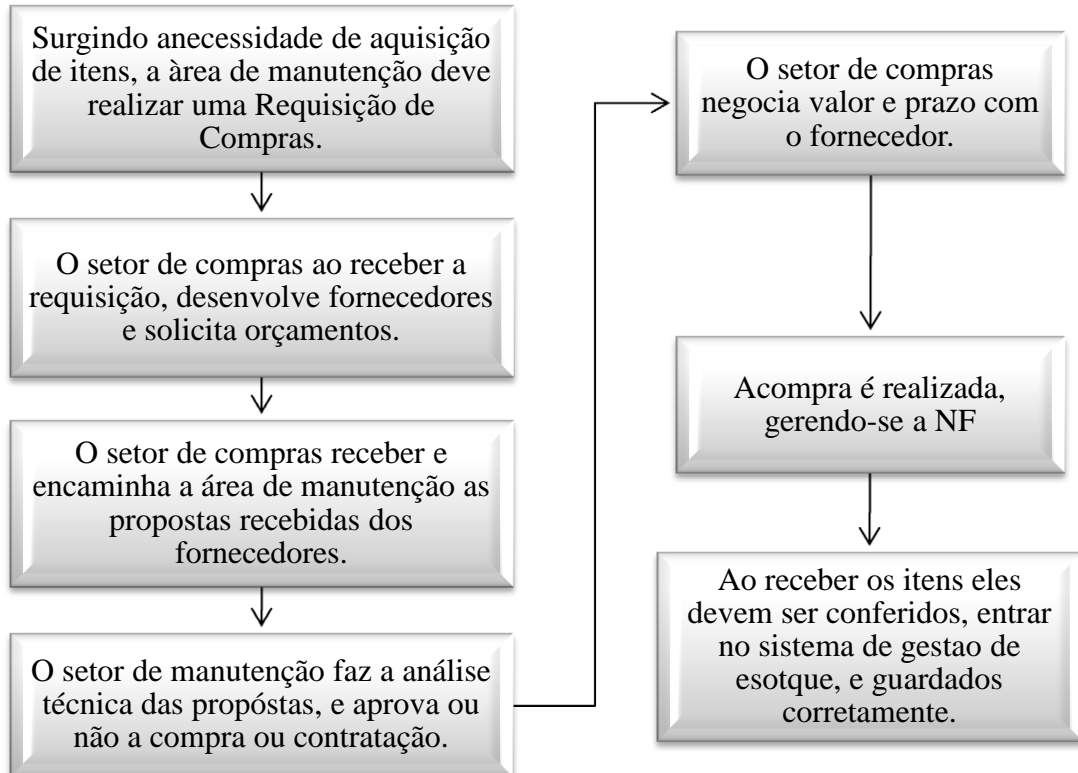 Surgindo anecessidade de aquisição
de itens, a àrea de manutenção deve
realizar uma Requisição de
Compras.
O setor de compras ao receber a
requisição, desenvolve fornecedores
e solicita orçamentos.
O setor de compras receber e
encaminha a área de manutenção as
propostas recebidas dos
fornecedores.
O setor de manutenção faz a análise
técnica das propóstas, e aprova ou
não a compra ou contratação.
O setor de compras
negocia valor e prazo com
o fornecedor.
Acompra é realizada,
gerendo-se a NF
Ao receber os itens eles
devem ser conferidos, entrar
no sistema de gestao de
esotque, e guardados
corretamente.